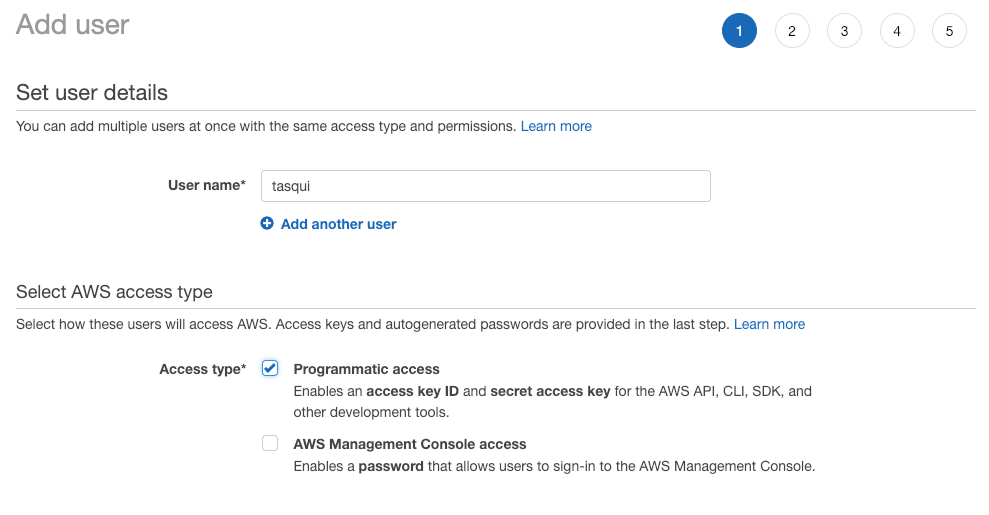 Add user
1 2 3 4 5
Set user details
You can add multiple users at once with the same access type and permissions. Learn more
User name* tasqui
Add another user
Select AWS access type
Select how these users will access AWS. Access keys and autogenerated passwords are provided in the last step. Learn more
Access type* Programmatic access
Enables an access key ID and secret access key for the AWS API, CLI, SDK, and
other development tools.
AWS Management Console access
Enables a password that allows users to sign-in to the AWS Management Console.